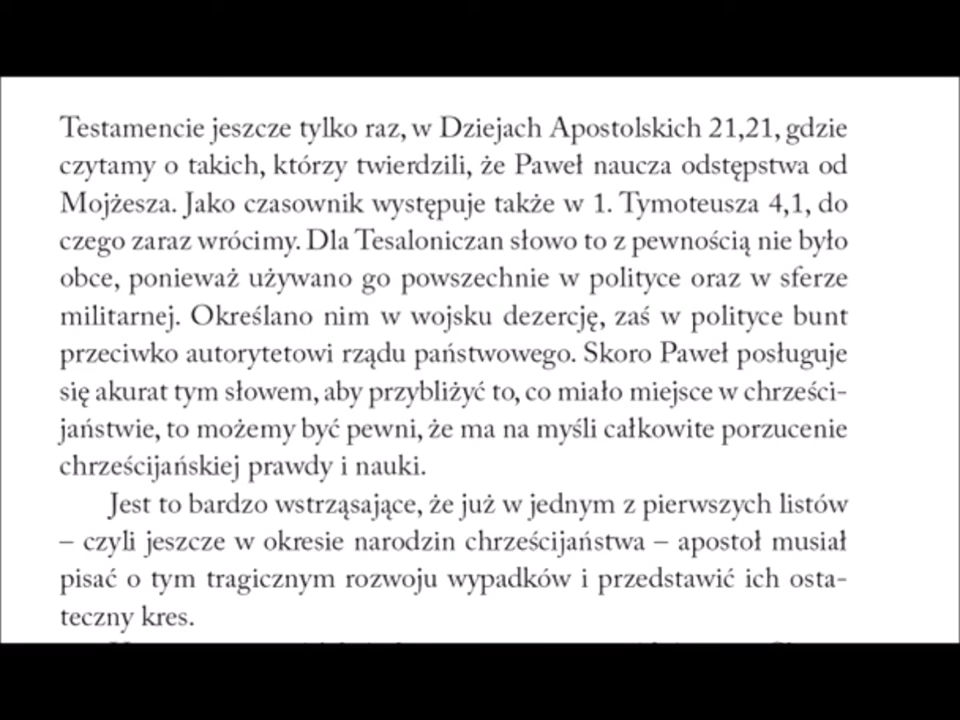 Testamencie jeszcze tylko raz, w Dziejach Apostolskich 21,21, gdzie
czytamy o takich, którzy twierdzili, że Paweł naucza odstępstwa od
Mojżesza. Jako czasownik występuje także w 1. Tymoteusza 4,1, do
czego zaraz wrócimy. Dla Tesaloniczan słowo to z pewnością nie było
obce, ponieważ używano go powszechnie w polityce oraz w sferze
militarnej. Określano nim w wojsku dezercję, zaś w polityce bunt
przeciwko autorytetowi rządu państwowego. Skoro Paweł posługuje
się akurat tym słowem, aby przybliżyć to, co miało miejsce w chrześci-
jaństwie, to możemy być pewni, że ma na myśli całkowite porzucenie
chrześcijańskiej prawdy i nauki.
Jest to bardzo wstrząsające, że już w jednym z pierwszych listów
– czyli jeszcze w okresie narodzin chrześcijaństwa – apostoł musiał
pisać o tym tragicznym rozwoju wypadków i przedstawić ich osta-
teczny kres.